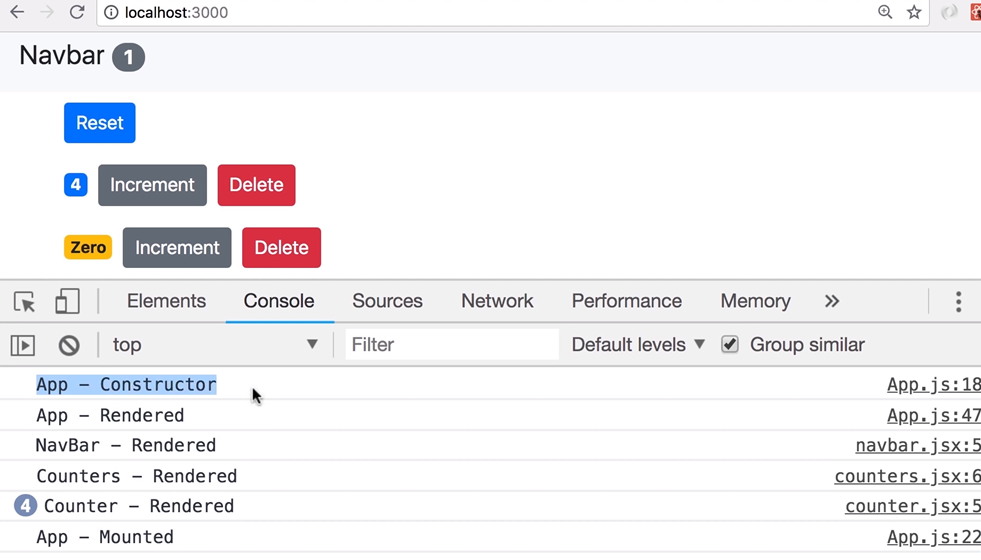 localhost:3000
Navbar 1
Reset
4 Increment Delete
Zero Increment Delete
Elements Console Sources Network Performance Memory »
top Filter Default levels Group similar
App – Constructor App.js:18
App – Rendered App.js:47
NavBar – Rendered navbar.jsx:5
Counters – Rendered counters.jsx:6
4 Counter – Rendered counter.jsx:5
App – Mounted App.js:22